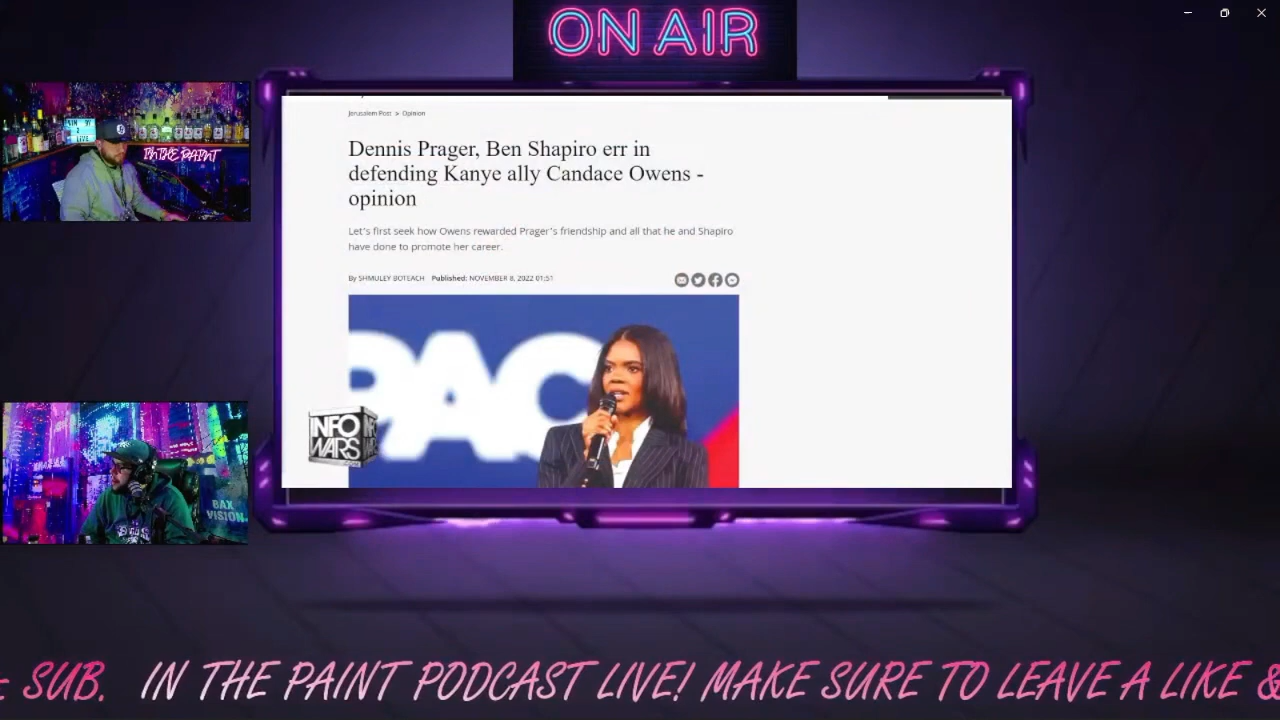 ON AIR
Jerusalem Post > Opinion
Dennis Prager, Ben Shapiro err in
defending Kanye ally Candace Owens -
opinion
Let's first seek how Owens rewarded Prager's friendship and all that he and Shapiro
have done to promote her career.
By SHMULEY BOTEACH Published: NOVEMBER 8, 2022 01:51
PAC
INFO
WARS
IN THE PAINT
LIVE
BAX
VISION
SUB. IN THE PAINT PODCAST LIVE! MAKE SURE TO LEAVE A LIKE &